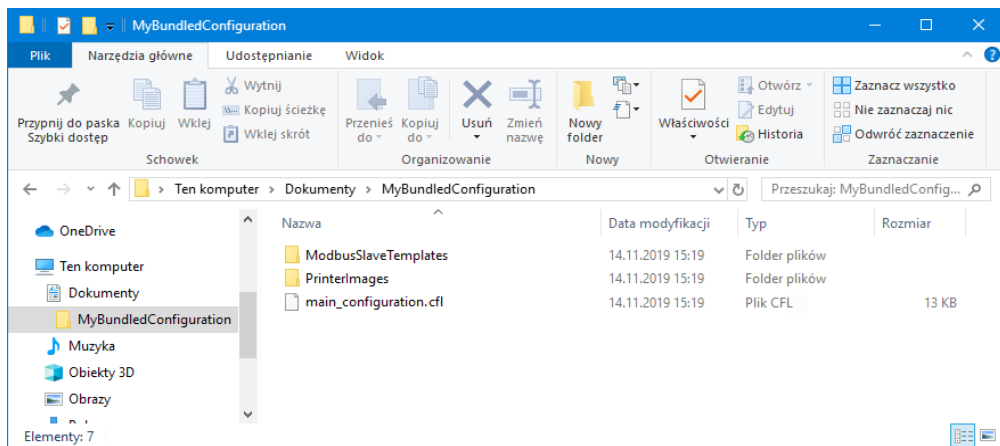 MyBundledConfiguration
Plik Narzędzia główne Udostępnianie Widok
Przypnij do paska Szybki dostęp
Kopiuj
Wklej
Wytnij
Kopiuj ścieżkę
Wklej skrót
Schowek
Przenieś do
Kopiuj do
Usuń
Zmień nazwę
Organizowanie
Nowy folder
Nowy
Właściwości
Otwórz
Edytuj
Historia
Otwieranie
Zaznacz wszystko
Nie zaznaczaj nic
Odwróć zaznaczenie
Zaznaczanie
Ten komputer > Dokumenty > MyBundledConfiguration
Przeszukaj: MyBundledConfig...
OneDrive
Ten komputer
Dokumenty
MyBundledConfiguration
Muzyka
Obiekty 3D
Obrazy
Nazwa Data modyfikacji Typ Rozmiar
ModbusSlaveTemplates 14.11.2019 15:19 Folder plików
PrinterImages 14.11.2019 15:19 Folder plików
main_configuration.cfl 14.11.2019 15:19 Plik CFL 13 KB
Elementy: 7